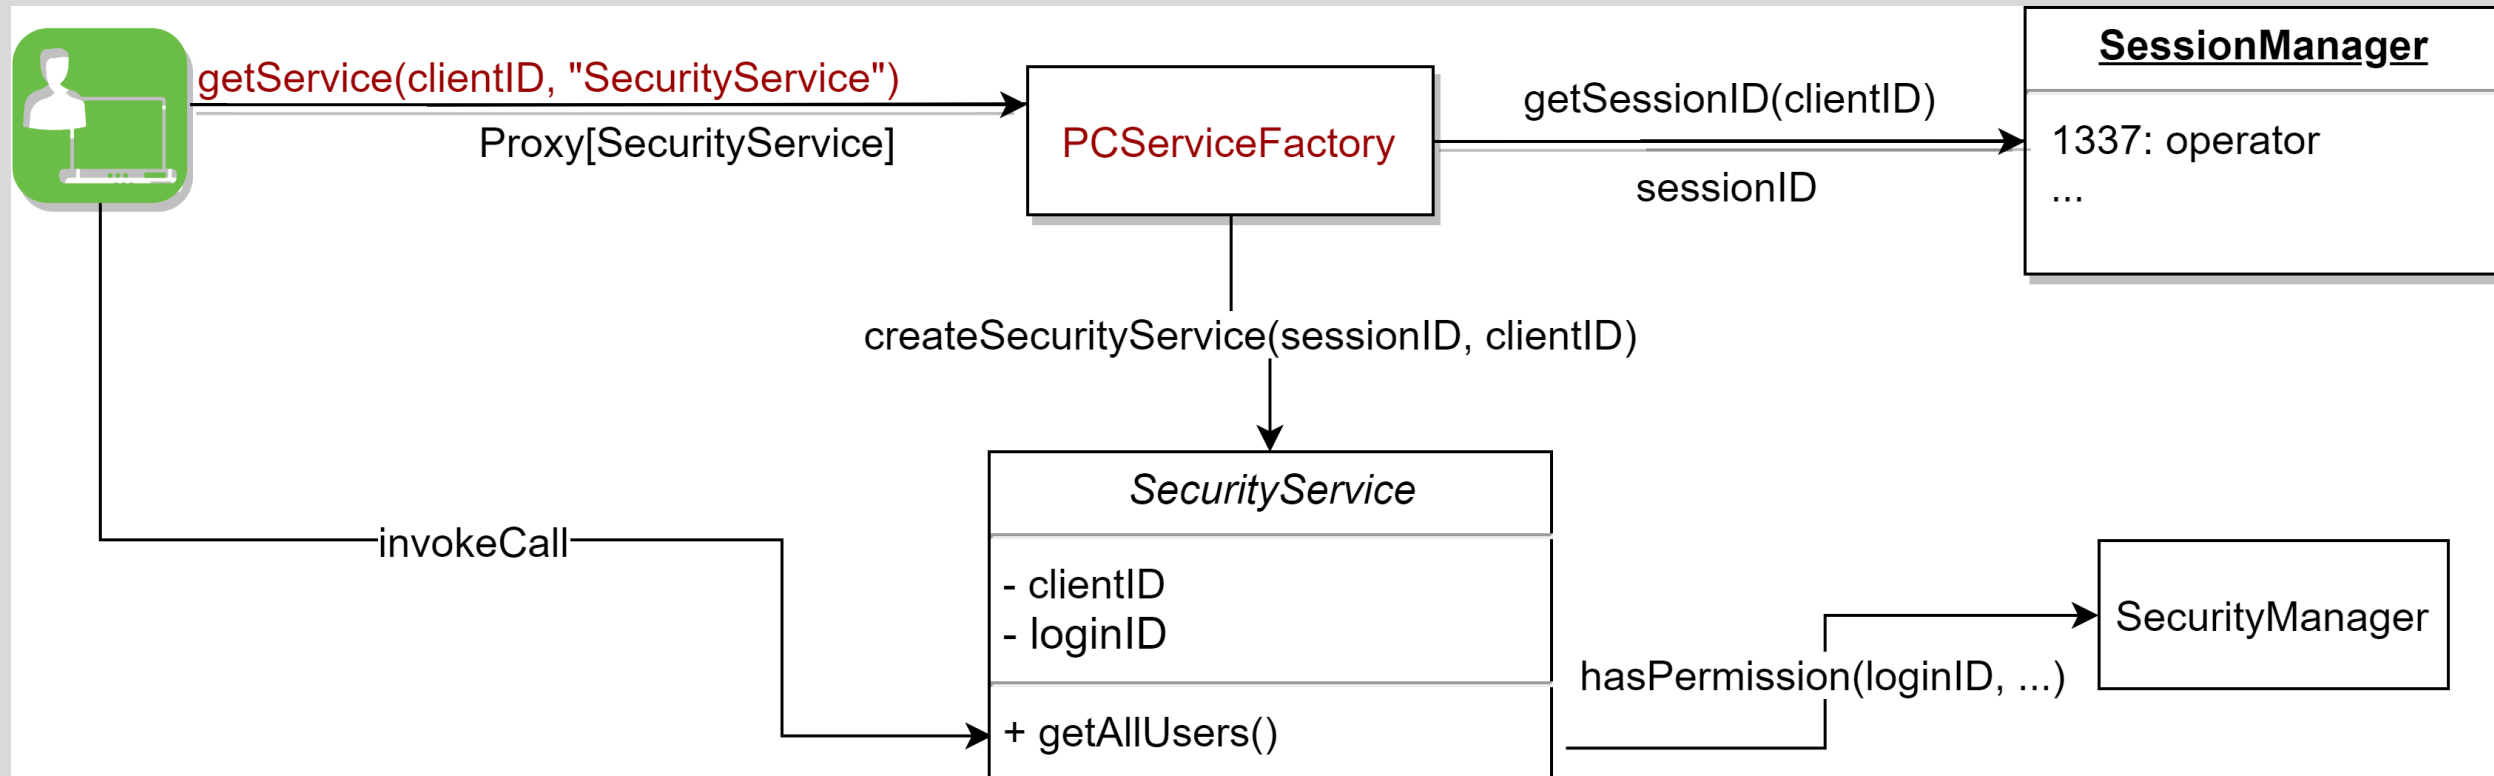 getService(clientID, "SecurityService")
Proxy[SecurityService]
PCServiceFactory
getSessionID(clientID)
sessionID
SessionManager
1337: operator
...
createSecurityService(sessionID, clientID)
SecurityService
- clientID
- loginID
+ getAllUsers()
invokeCall
hasPermission(loginID, ...)
SecurityManager